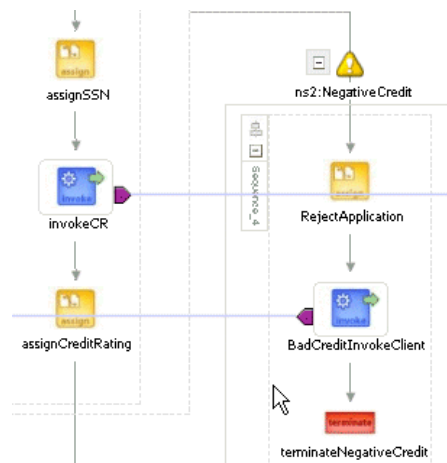 assign
assignSSN
ns2:NegativeCredit
invoke
invokeCR
Sequence_4
assign
RejectApplication
assign
assignCreditRating
invoke
BadCreditInvokeClient
terminate
terminateNegativeCredit